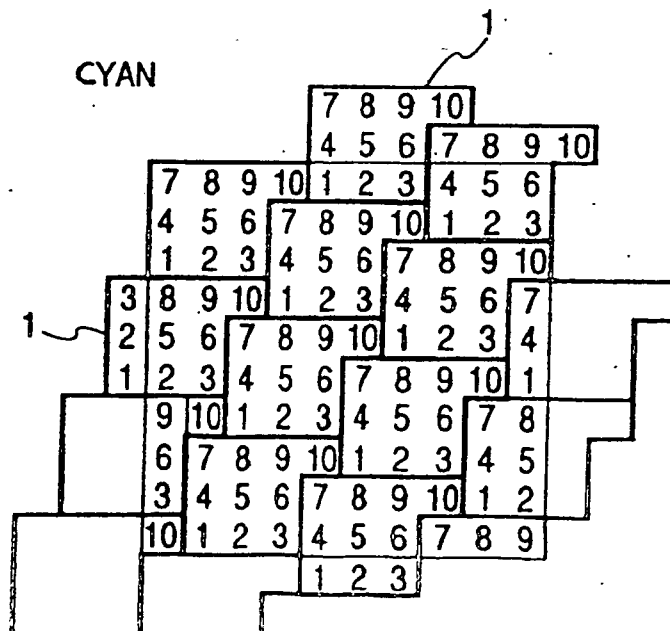 1
CYAN
7 8 9 10
4 5 6 7 8 9 10
7 8 9 10 1 2 3 4 5 6
4 5 6 7 8 9 10 1 2 3
1 2 3 4 5 6 7 8 9 10
3 8 9 10 1 2 3 4 5 6 7
1 2 5 6 7 8 9 10 1 2 3 4
1 2 3 4 5 6 7 8 9 10 1
9 10 1 2 3 4 5 6 7 8
6 7 8 9 10 1 2 3 4 5
3 4 5 6 7 8 9 10 1 2
10 1 2 3 4 5 6 7 8 9
1 2 3